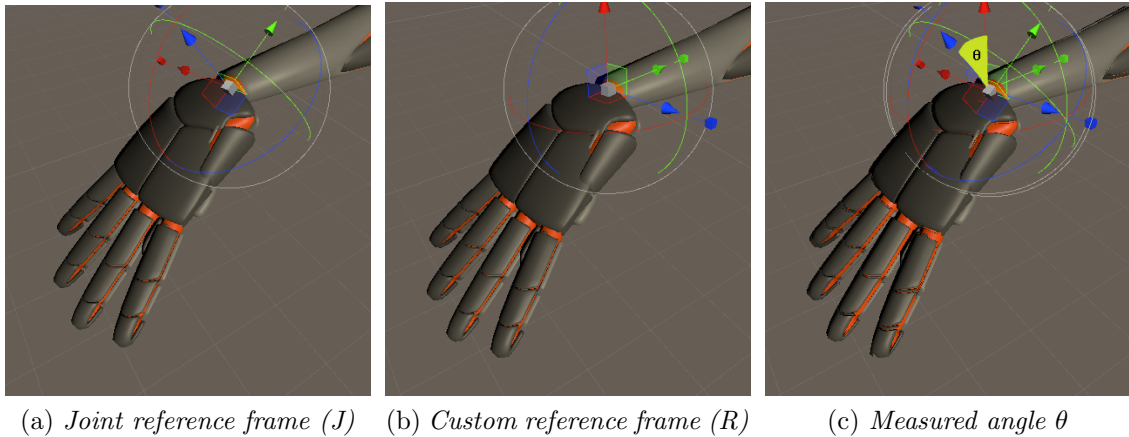 θ
(a) Joint reference frame (J)
(b) Custom reference frame (R)
(c) Measured angle θ